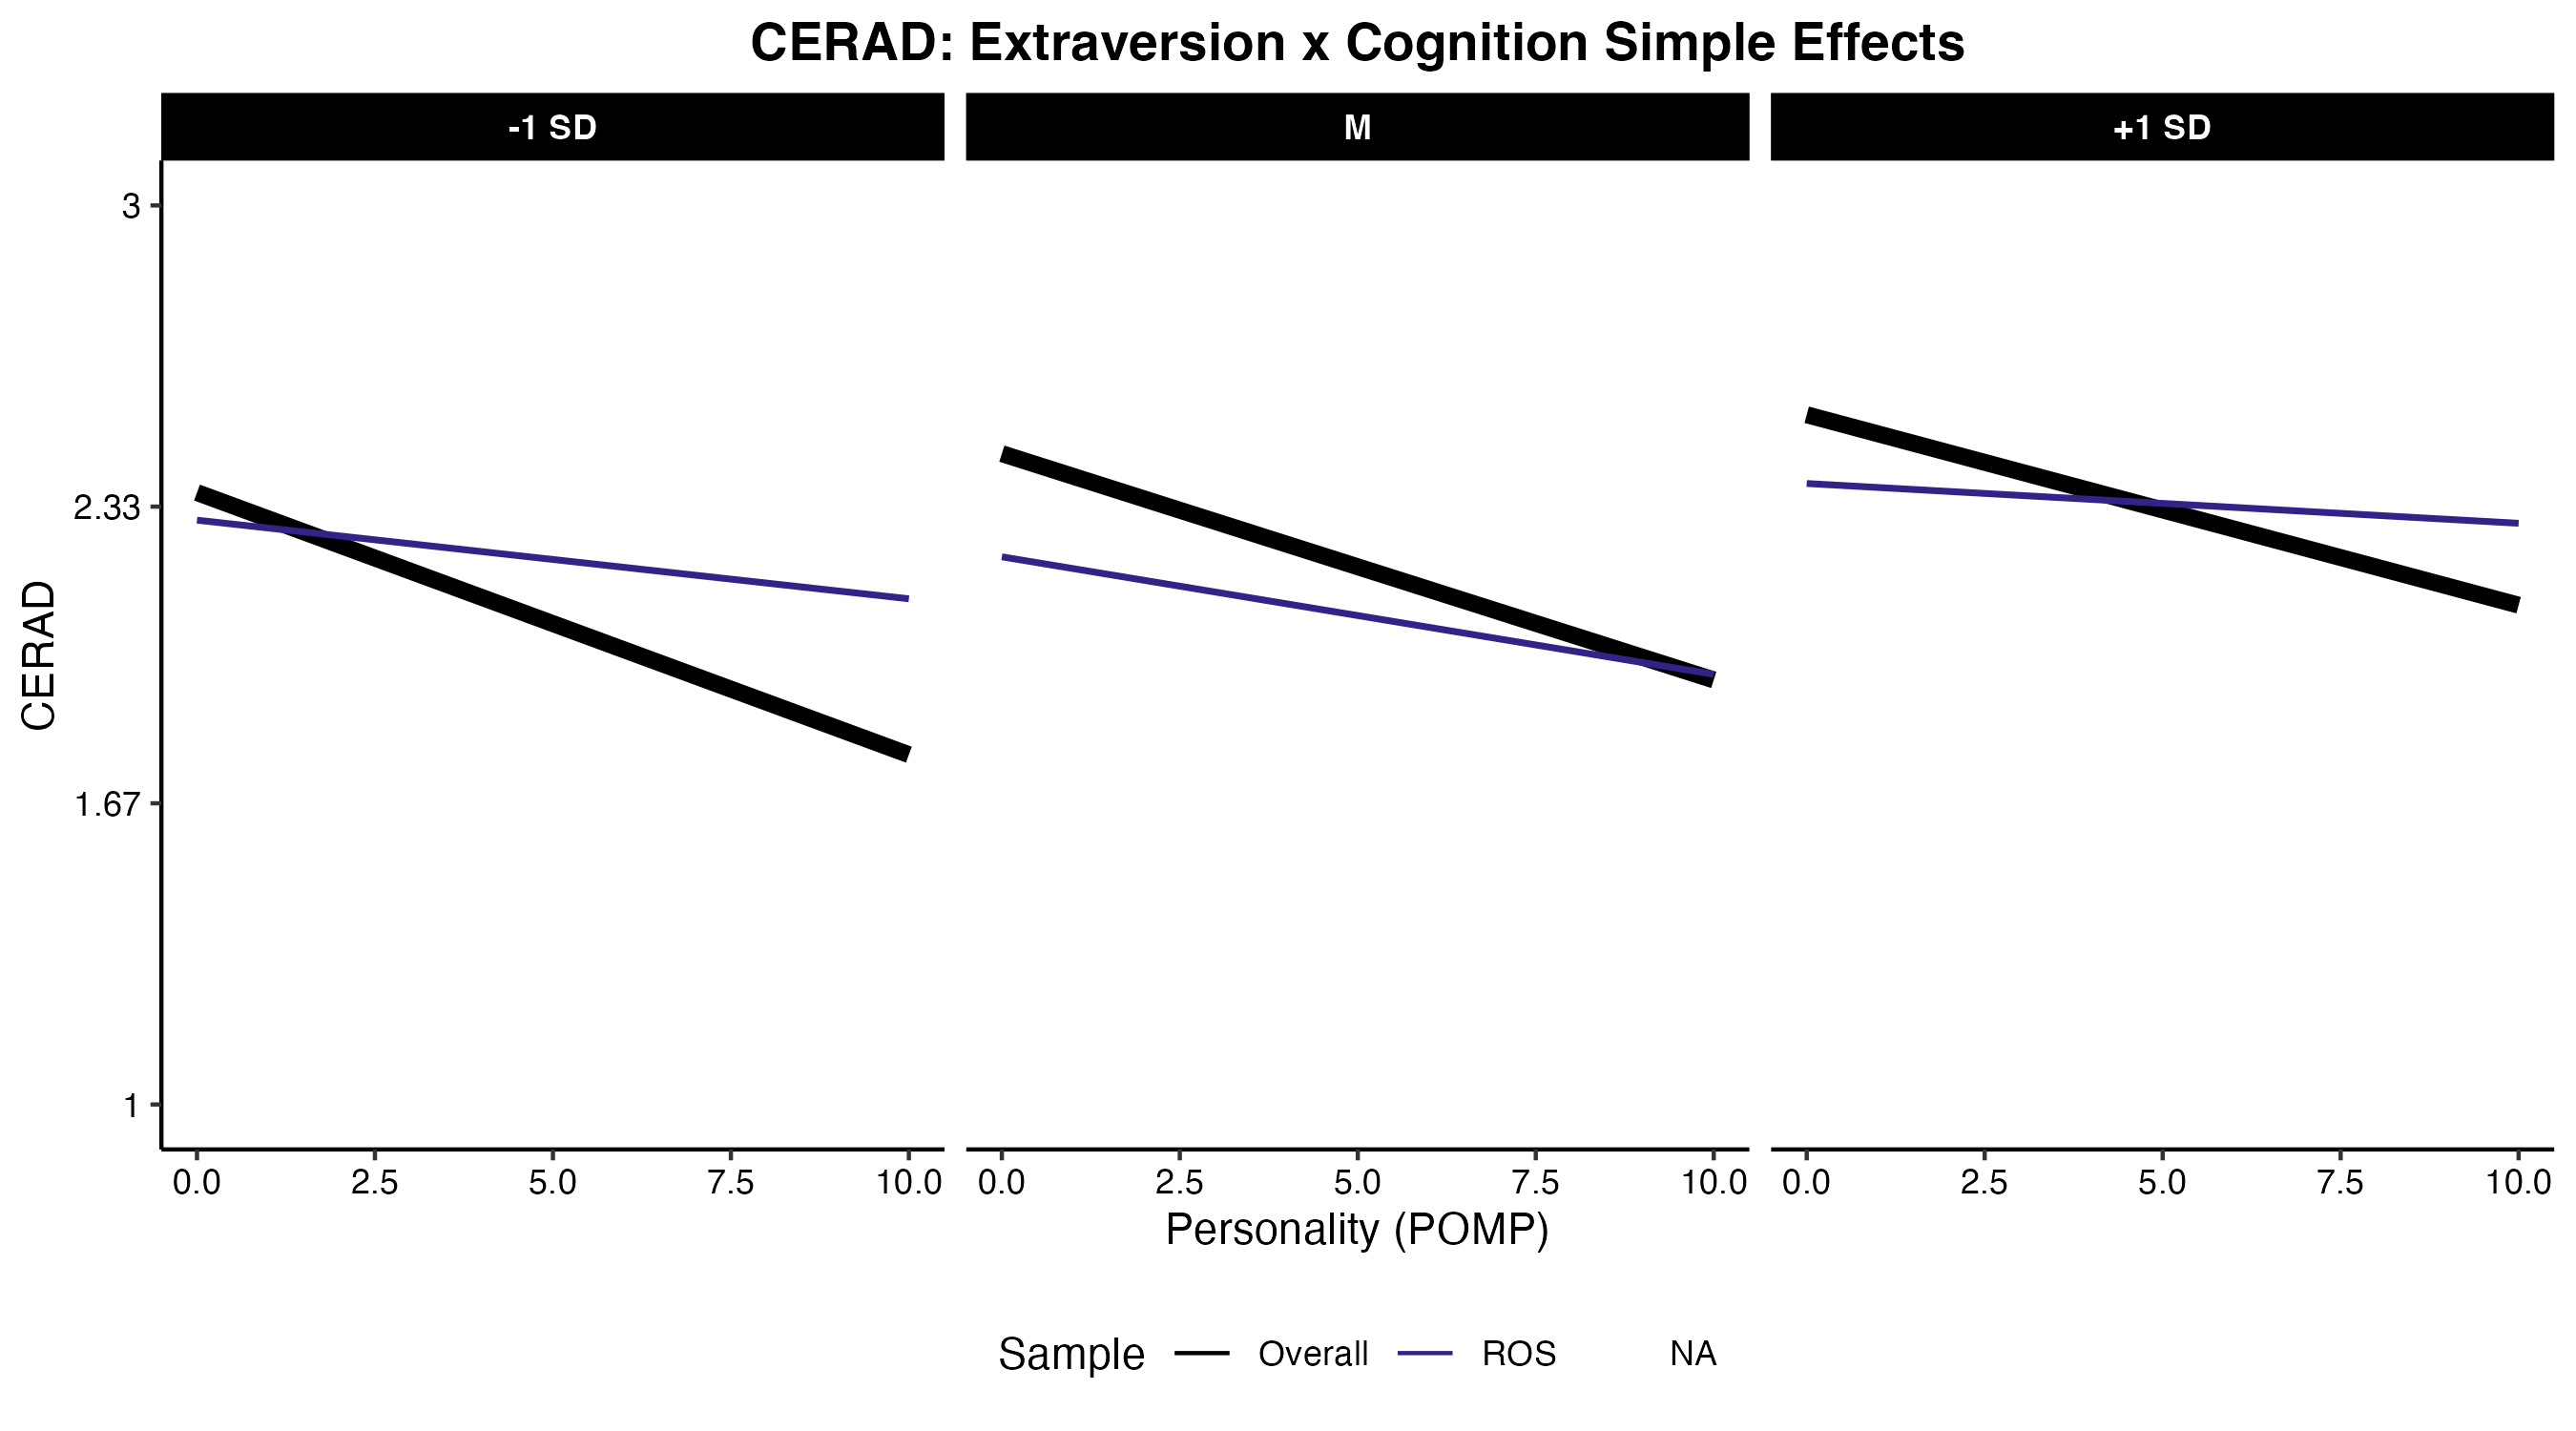 CERAD: Extraversion x Cognition Simple Effects
-1 SD M +1 SD
3
2.33
1.67
1
CERAD
0.0 2.5 5.0 7.5 10.0 0.0 2.5 5.0 7.5 10.0 0.0 2.5 5.0 7.5 10.0
Personality (POMP)
Sample Overall ROS NA